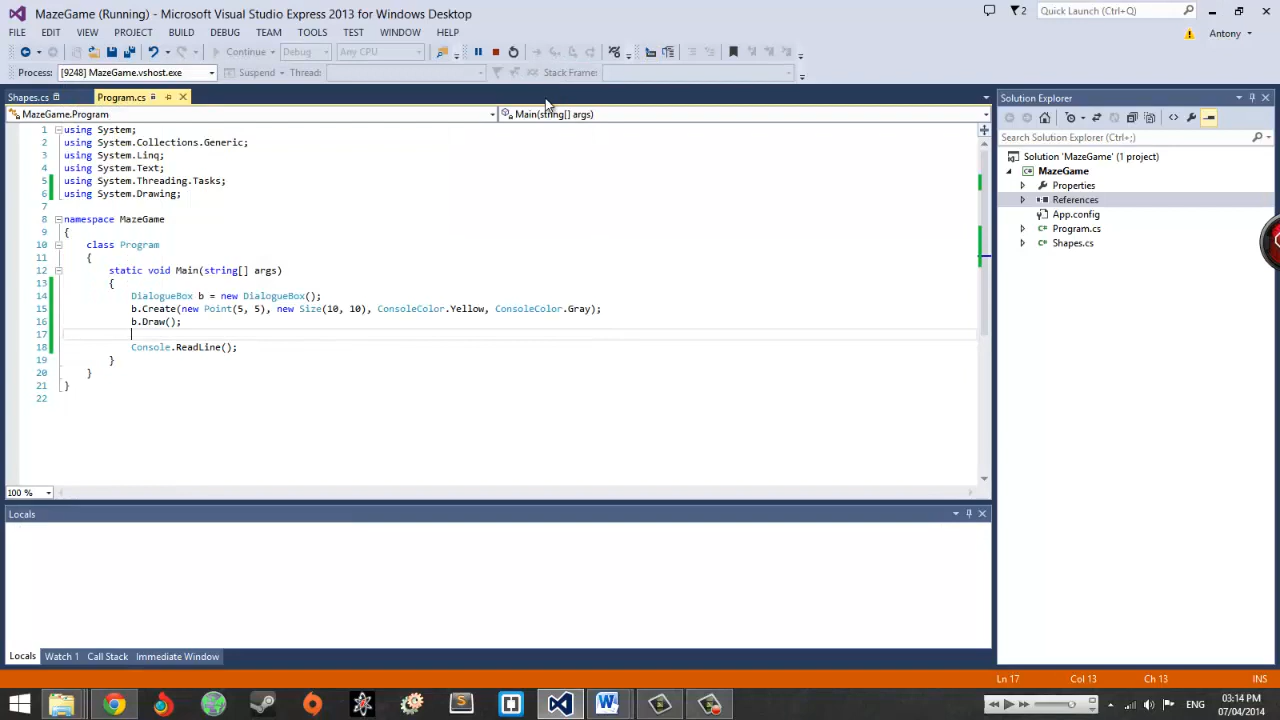 MazeGame (Running) - Microsoft Visual Studio Express 2013 for Windows Desktop
2
Quick Launch (Ctrl+Q)
FILE EDIT VIEW PROJECT BUILD DEBUG TEAM TOOLS TEST WINDOW HELP
Antony
Continue Debug Any CPU
Process: [9248] MazeGame.vshost.exe Suspend Thread: Stack Frame:
Shapes.cs Program.cs
Solution Explorer
MazeGame.Program Main(string[] args)
1 using System;
2 using System.Collections.Generic;
3 using System.Linq;
4 using System.Text;
5 using System.Threading.Tasks;
6 using System.Drawing;
7
8 namespace MazeGame
9 {
10 class Program
11 {
12 static void Main(string[] args)
13 {
14 DialogueBox b = new DialogueBox();
15 b.Create(new Point(5, 5), new Size(10, 10), ConsoleColor.Yellow, ConsoleColor.Gray);
16 b.Draw();
17
18 Console.ReadLine();
19 }
20 }
21 }
22
100 %
Search Solution Explorer (Ctrl+;)
Solution 'MazeGame' (1 project)
MazeGame
Properties
References
App.config
Program.cs
Shapes.cs
Locals
Locals Watch 1 Call Stack Immediate Window
Ln 17 Col 13 Ch 13 INS
ENG
03:14 PM
07/04/2014